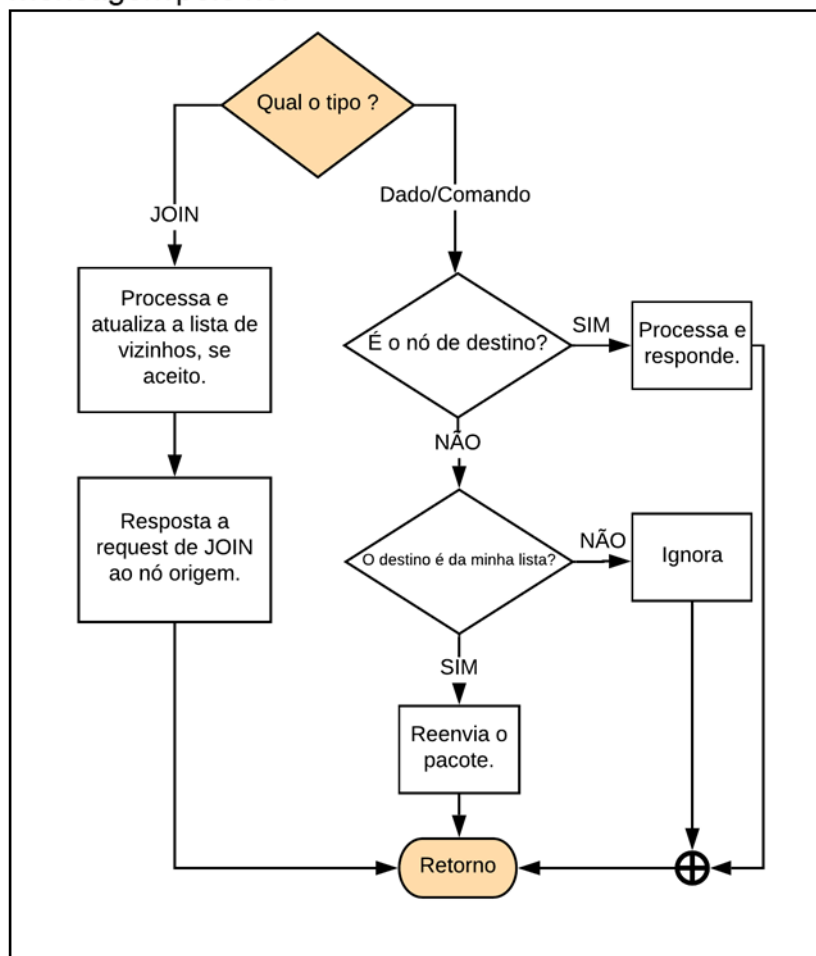 Qual o tipo ?
JOIN
Dado/Comando
Processa e
atualiza a lista de
vizinhos, se
aceito.
É o nó de destino?
SIM
Processa e
responde.
NÃO
Resposta a
request de JOIN
ao nó origem.
O destino é da minha lista?
NÃO
Ignora
SIM
Reenvia o
pacote.
Retorno